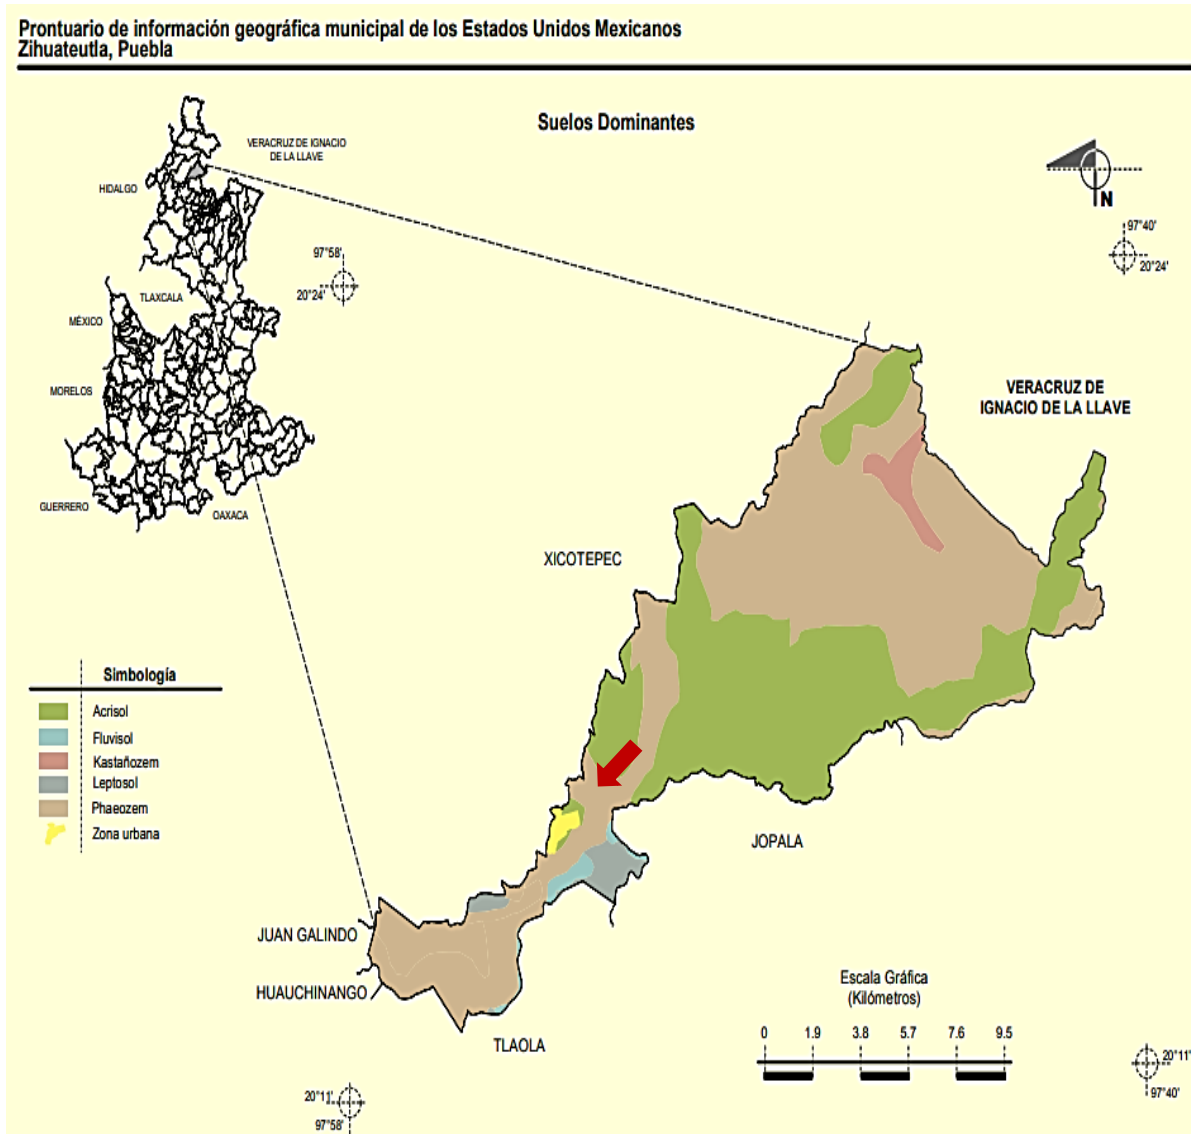 Prontuario de información geográfica municipal de los Estados Unidos Mexicanos
Zihuateutla, Puebla
Suelos Dominantes
VERACRUZ DE IGNACIO
DE LA LLAVE
HIDALGO
TLAXCALA
MÉXICO
MORELOS
GUERRERO
OAXACA
97°58'
20°24'
N
97°40'
20°24'
VERACRUZ DE
IGNACIO DE LA LLAVE
XICOTEPEC
Simbología
Acrisol
Fluvisol
Kastañozem
Leptosol
Phaeozem
Zona urbana
JOPALA
JUAN GALINDO
HUAUCHINANGO
TLAOLA
Escala Gráfica
(Kilómetros)
0 1.9 3.8 5.7 7.6 9.5
20°11'
97°58'
20°11'
97°40'